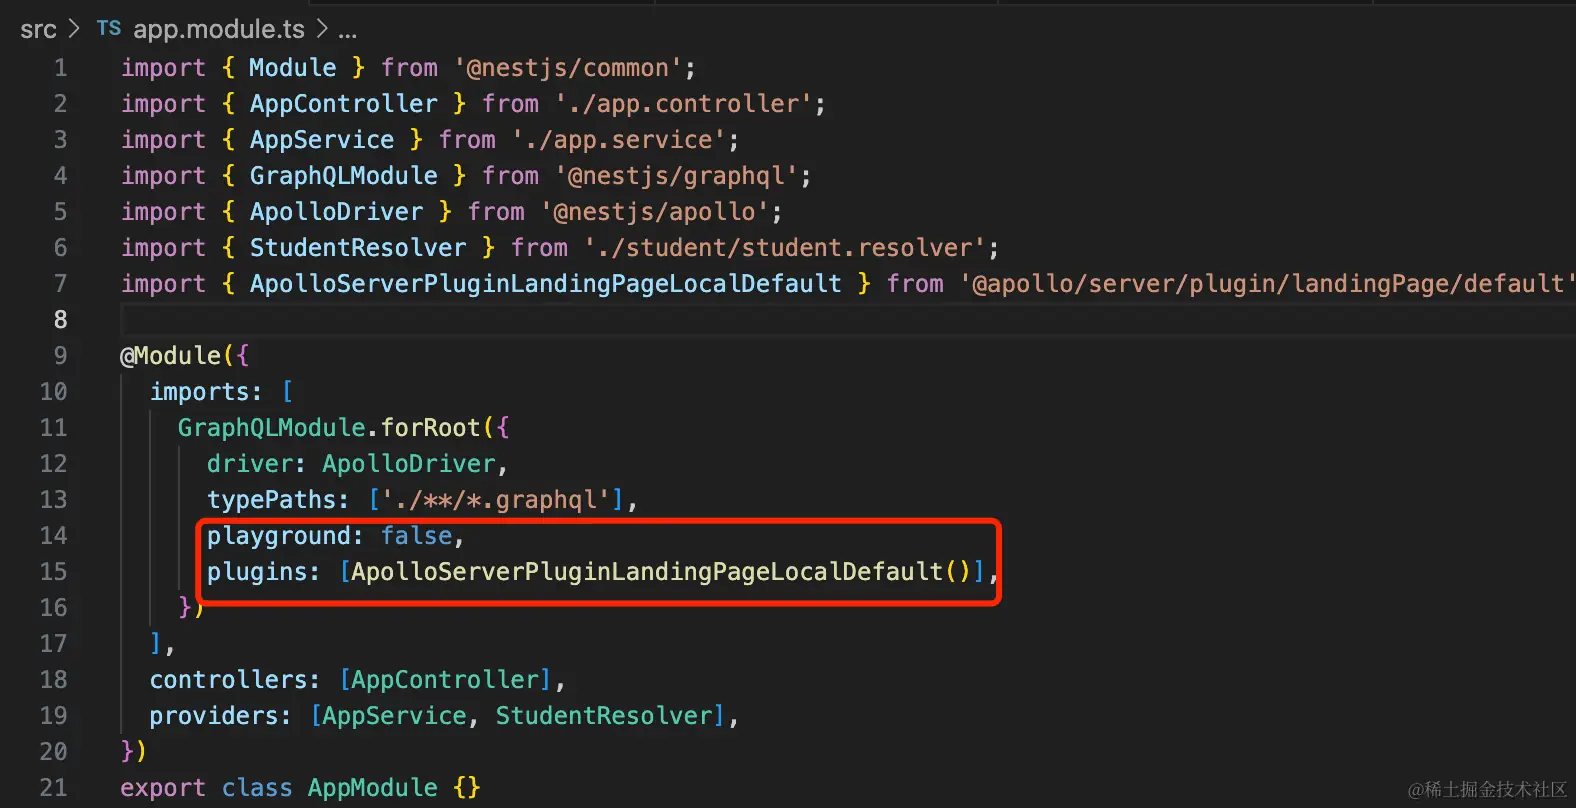 src > TS app.module.ts > ...
1 import { Module } from '@nestjs/common';
2 import { AppController } from './app.controller';
3 import { AppService } from './app.service';
4 import { GraphQLModule } from '@nestjs/graphql';
5 import { ApolloDriver } from '@nestjs/apollo';
6 import { StudentResolver } from './student/student.resolver';
7 import { ApolloServerPluginLandingPageLocalDefault } from '@apollo/server/plugin/landingPage/default'
8
9 @Module({
10   imports: [
11     GraphQLModule.forRoot({
12       driver: ApolloDriver,
13       typePaths: ['./**/*.graphql'],
14       playground: false,
15       plugins: [ApolloServerPluginLandingPageLocalDefault()],
16     })
17   ],
18   controllers: [AppController],
19   providers: [AppService, StudentResolver],
20 })
21 export class AppModule {}
@稀土掘金技术社区